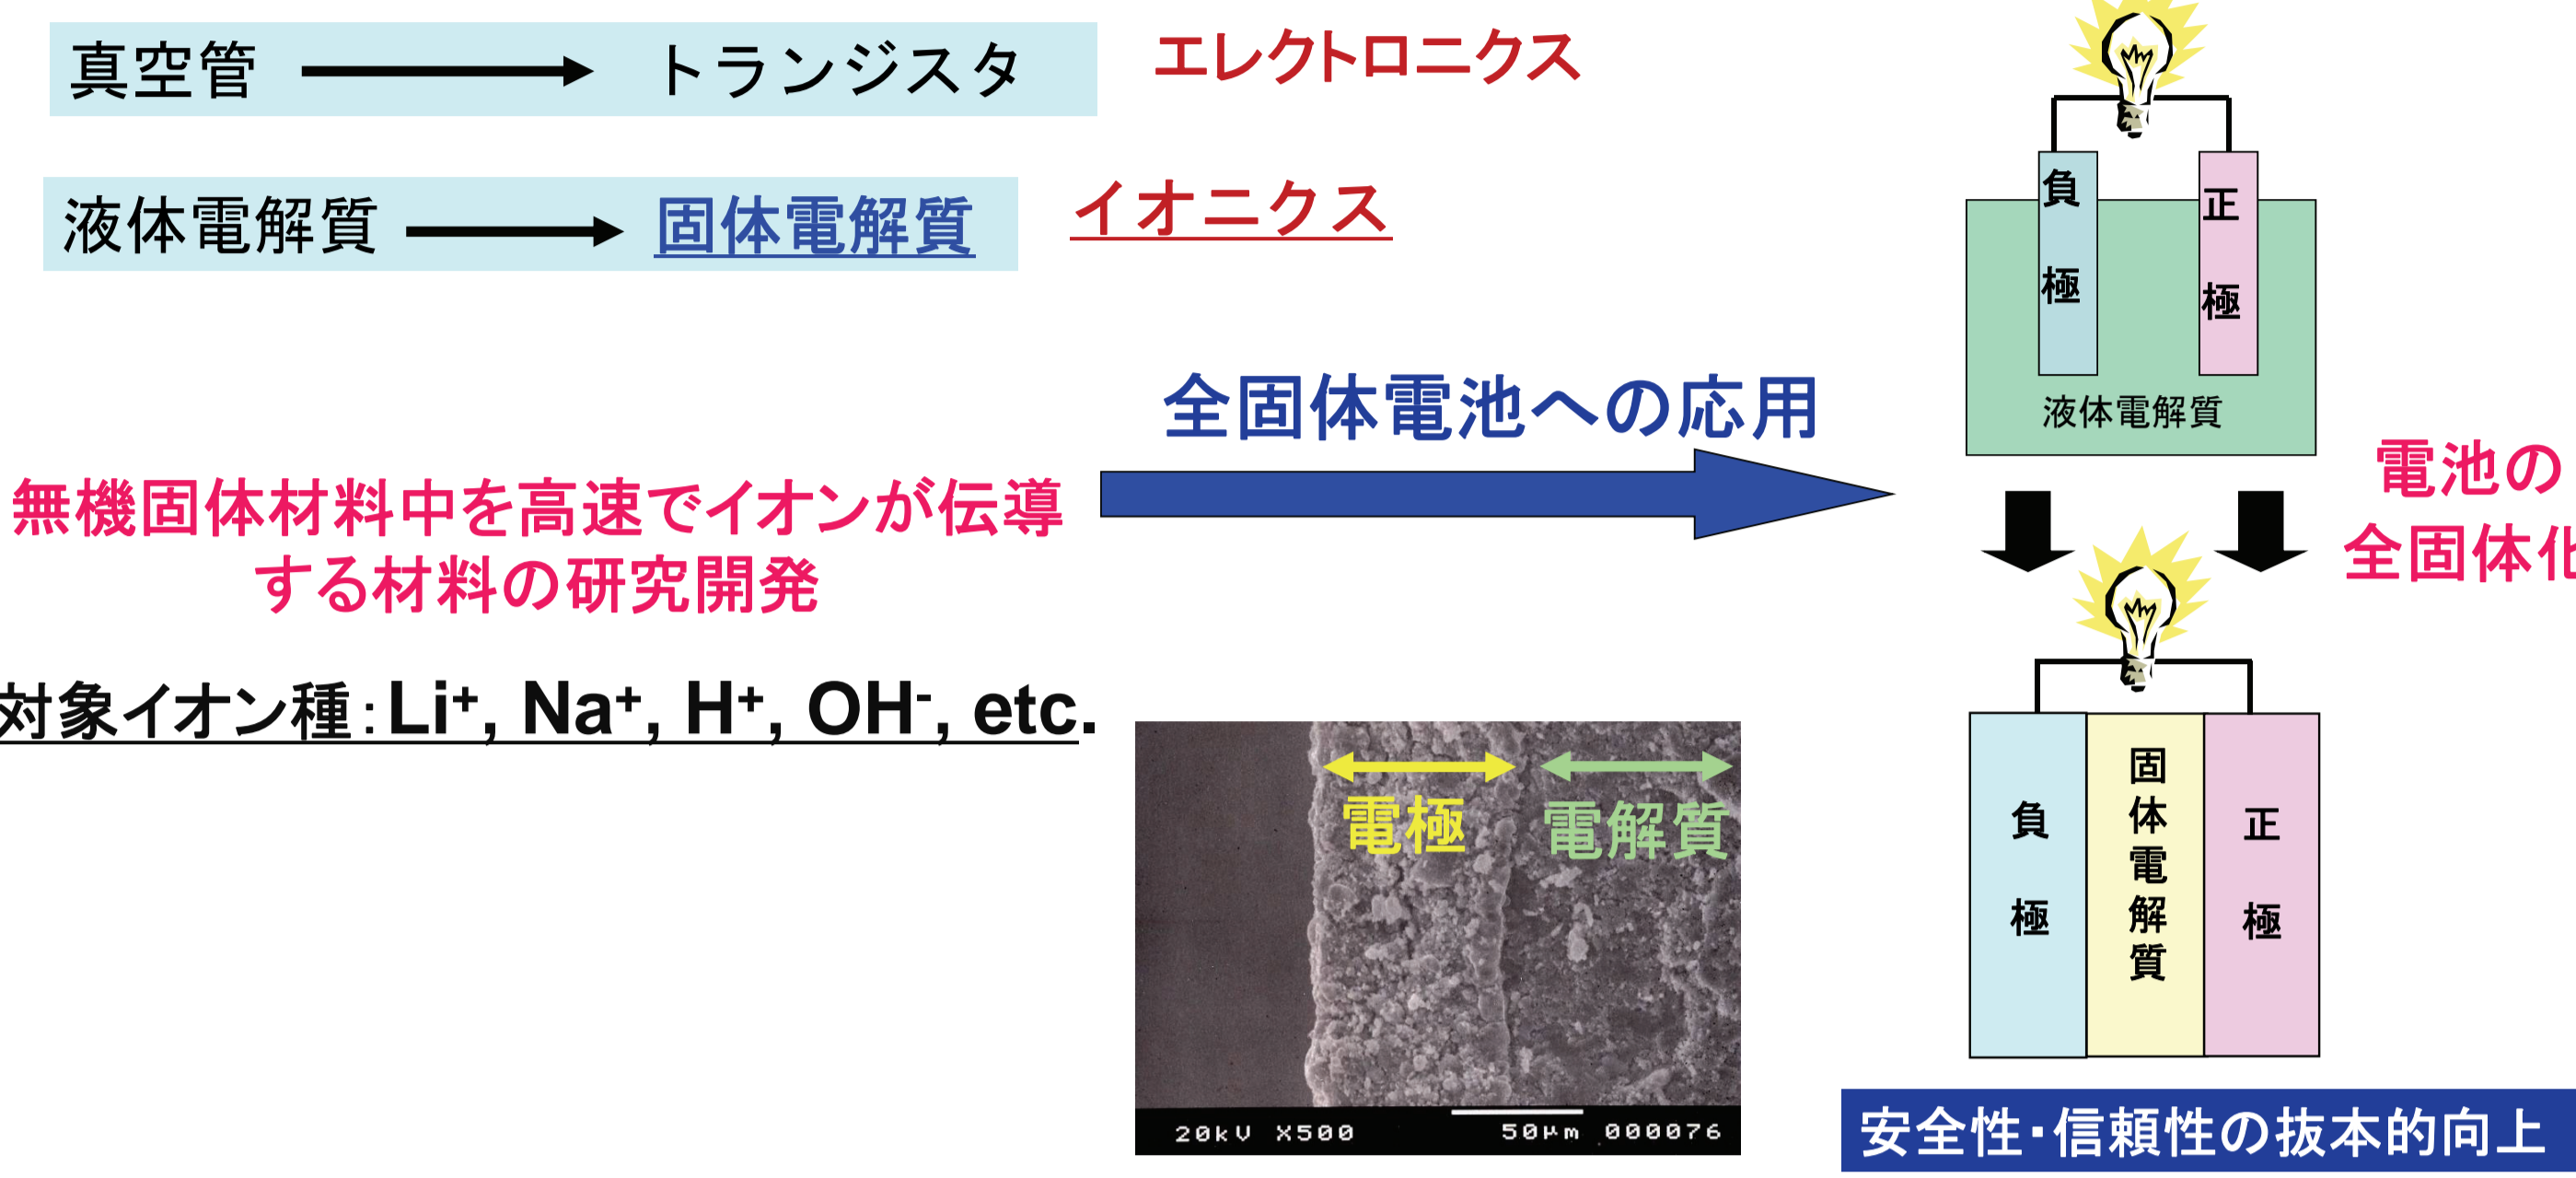 真空管 → トランジスタ エレクトロニクス
液体電解質 → 固体電解質 イオニクス
無機固体材料中を高速でイオンが伝導
する材料の研究開発
対象イオン種:Li⁺, Na⁺, H⁺, OH⁻, etc.
全固体電池への応用
負極
正極
液体電解質
電池の
全固体化
負極
固体電解質
正極
電極
電解質
20kV X500 50μm 000076
安全性・信頼性の抜本的向上